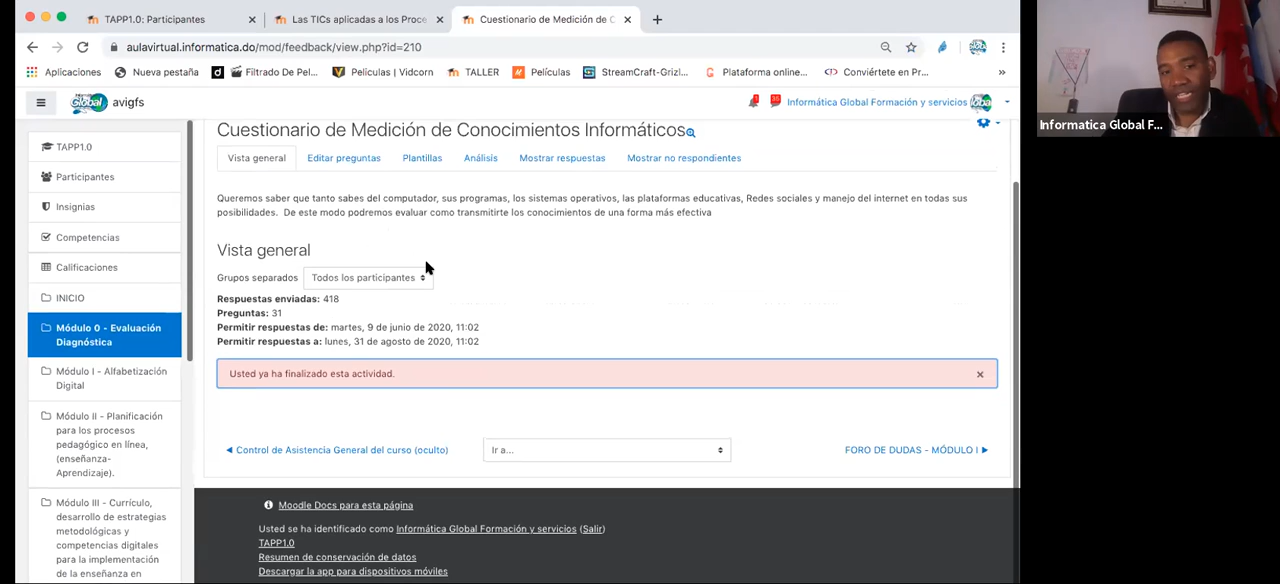 TAPP1.0: Participantes
Las TICs aplicadas a los Proce
Cuestionario de Medición de C
aulavirtual.informatica.do/mod/feedback/view.php?id=210
Aplicaciones
Nueva pestaña
Filtrado De Pel...
Peliculas | Vidcorn
TALLER
Películas
StreamCraft-Grizl...
Plataforma online...
Conviértete en Pr...
»
Global avigfs
Informática Global Formación y servicios
TAPP1.0
Participantes
Insignias
Competencias
Calificaciones
INICIO
Módulo 0 - Evaluación
Diagnóstica
Módulo I - Alfabetización
Digital
Módulo II - Planificación
para los procesos
pedagógico en línea,
(enseñanza-
Aprendizaje).
Módulo III - Currículo,
desarrollo de estrategias
metodológicas y
competencias digitales
para la implementación
de la enseñanza en
Cuestionario de Medición de Conocimientos Informáticos
Vista general
Editar preguntas
Plantillas
Análisis
Mostrar respuestas
Mostrar no respondientes
Queremos saber que tanto sabes del computador, sus programas, los sistemas operativos, las plataformas educativas, Redes sociales y manejo del internet en todas sus
posibilidades. De este modo podremos evaluar como transmitirte los conocimientos de una forma más efectiva
Vista general
Grupos separados Todos los participantes
Respuestas enviadas: 418
Preguntas: 31
Permitir respuestas de: martes, 9 de junio de 2020, 11:02
Permitir respuestas a: lunes, 31 de agosto de 2020, 11:02
Usted ya ha finalizado esta actividad.
◀ Control de Asistencia General del curso (oculto)
Ir a...
FORO DE DUDAS - MÓDULO I ▶
Moodle Docs para esta página
Usted se ha identificado como Informática Global Formación y servicios (Salir)
TAPP1.0
Resumen de conservación de datos
Descargar la app para dispositivos móviles
Informatica Global F...